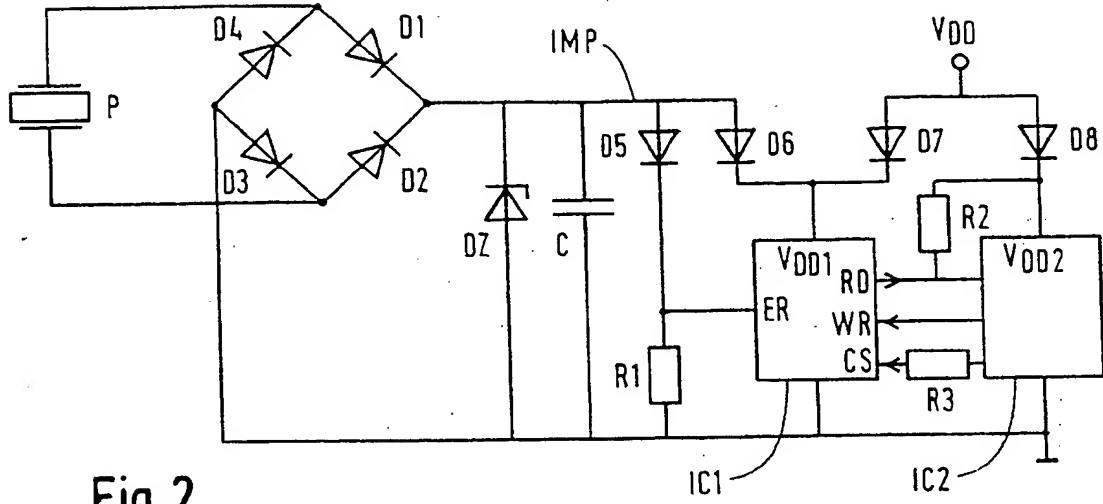 D4
D1
IMP
VDD
P
D5
D6
D7
D8
D3
D2
R2
DZ
C
VDD1
VDD2
RD
ER
WR
R1
CS
R3
IC1
IC2
Fig.2